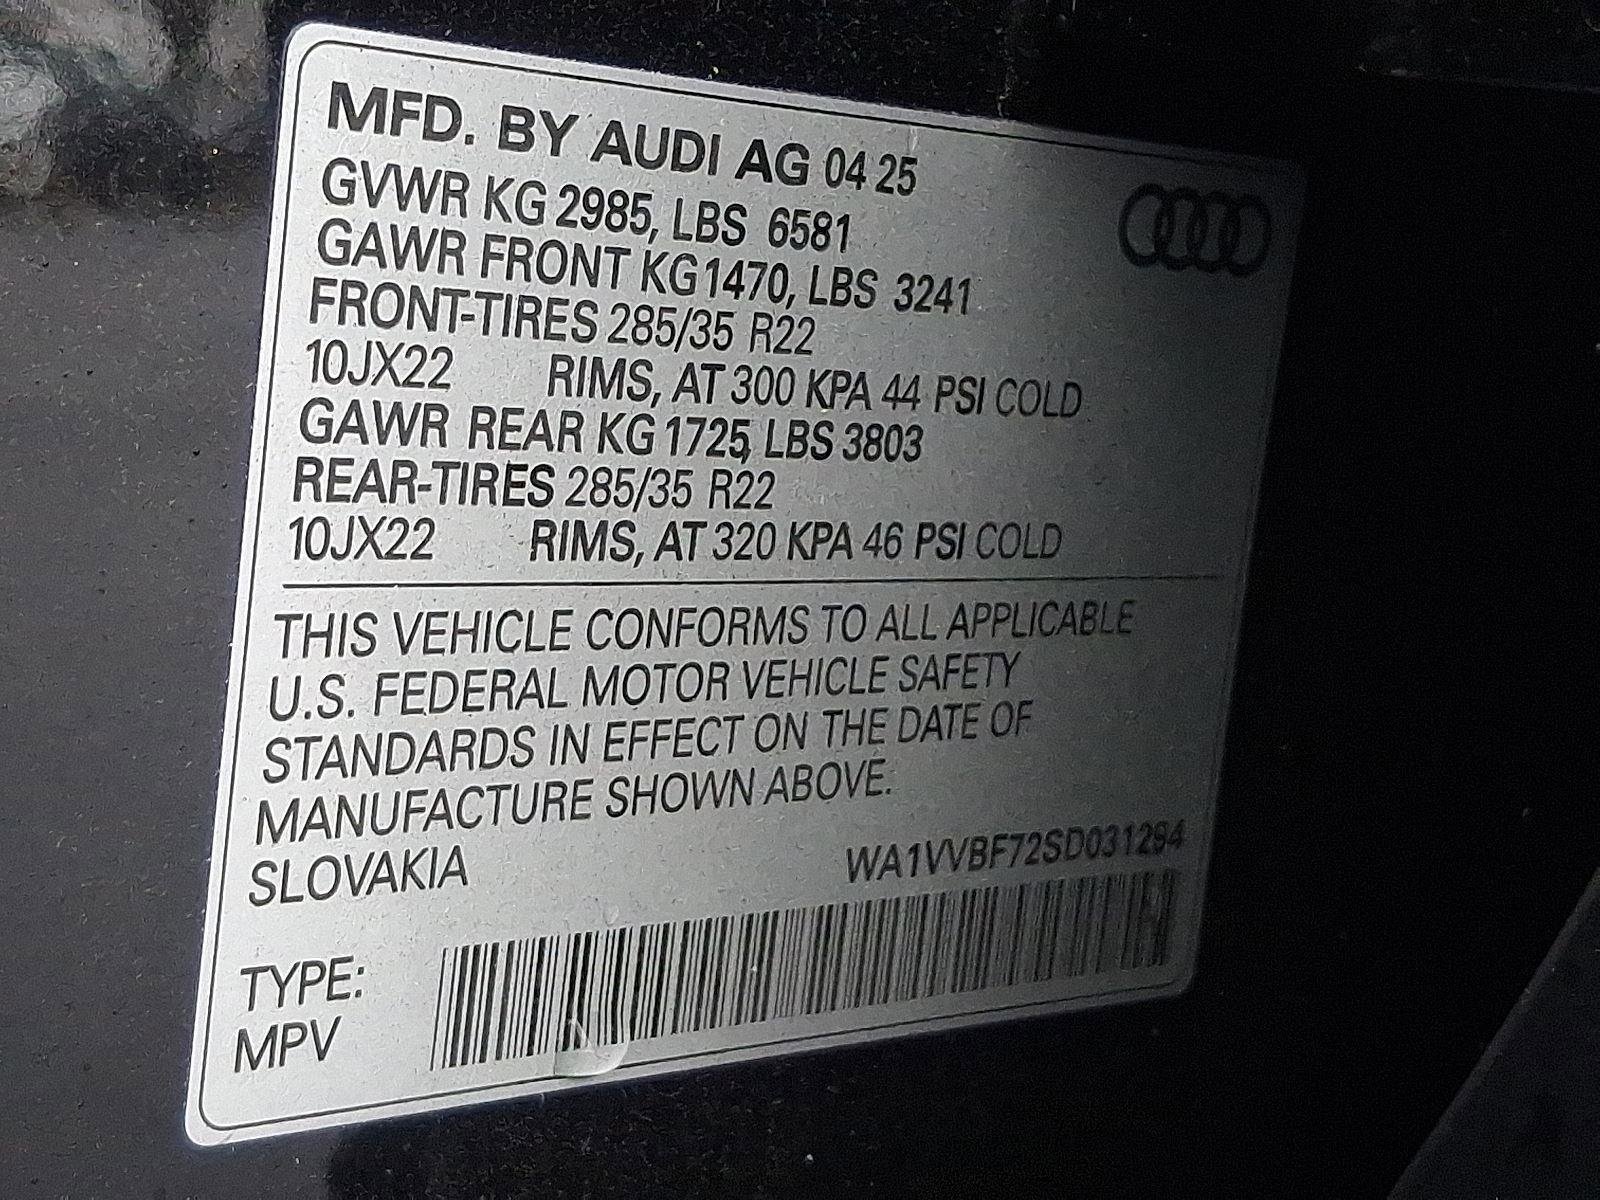 MFD. BY AUDI AG 04 25
GVWR KG 2985, LBS 6581
GAWR FRONT KG 1470, LBS 3241
FRONT-TIRES 285/35 R22
10JX22 RIMS, AT 300 KPA 44 PSI COLD
GAWR REAR KG 1725, LBS 3803
REAR-TIRES 285/35 R22
10JX22 RIMS, AT 320 KPA 46 PSI COLD
THIS VEHICLE CONFORMS TO ALL APPLICABLE
U.S. FEDERAL MOTOR VEHICLE SAFETY
STANDARDS IN EFFECT ON THE DATE OF
MANUFACTURE SHOWN ABOVE.
SLOVAKIA WA1VVBF72SD031294
TYPE:
MPV